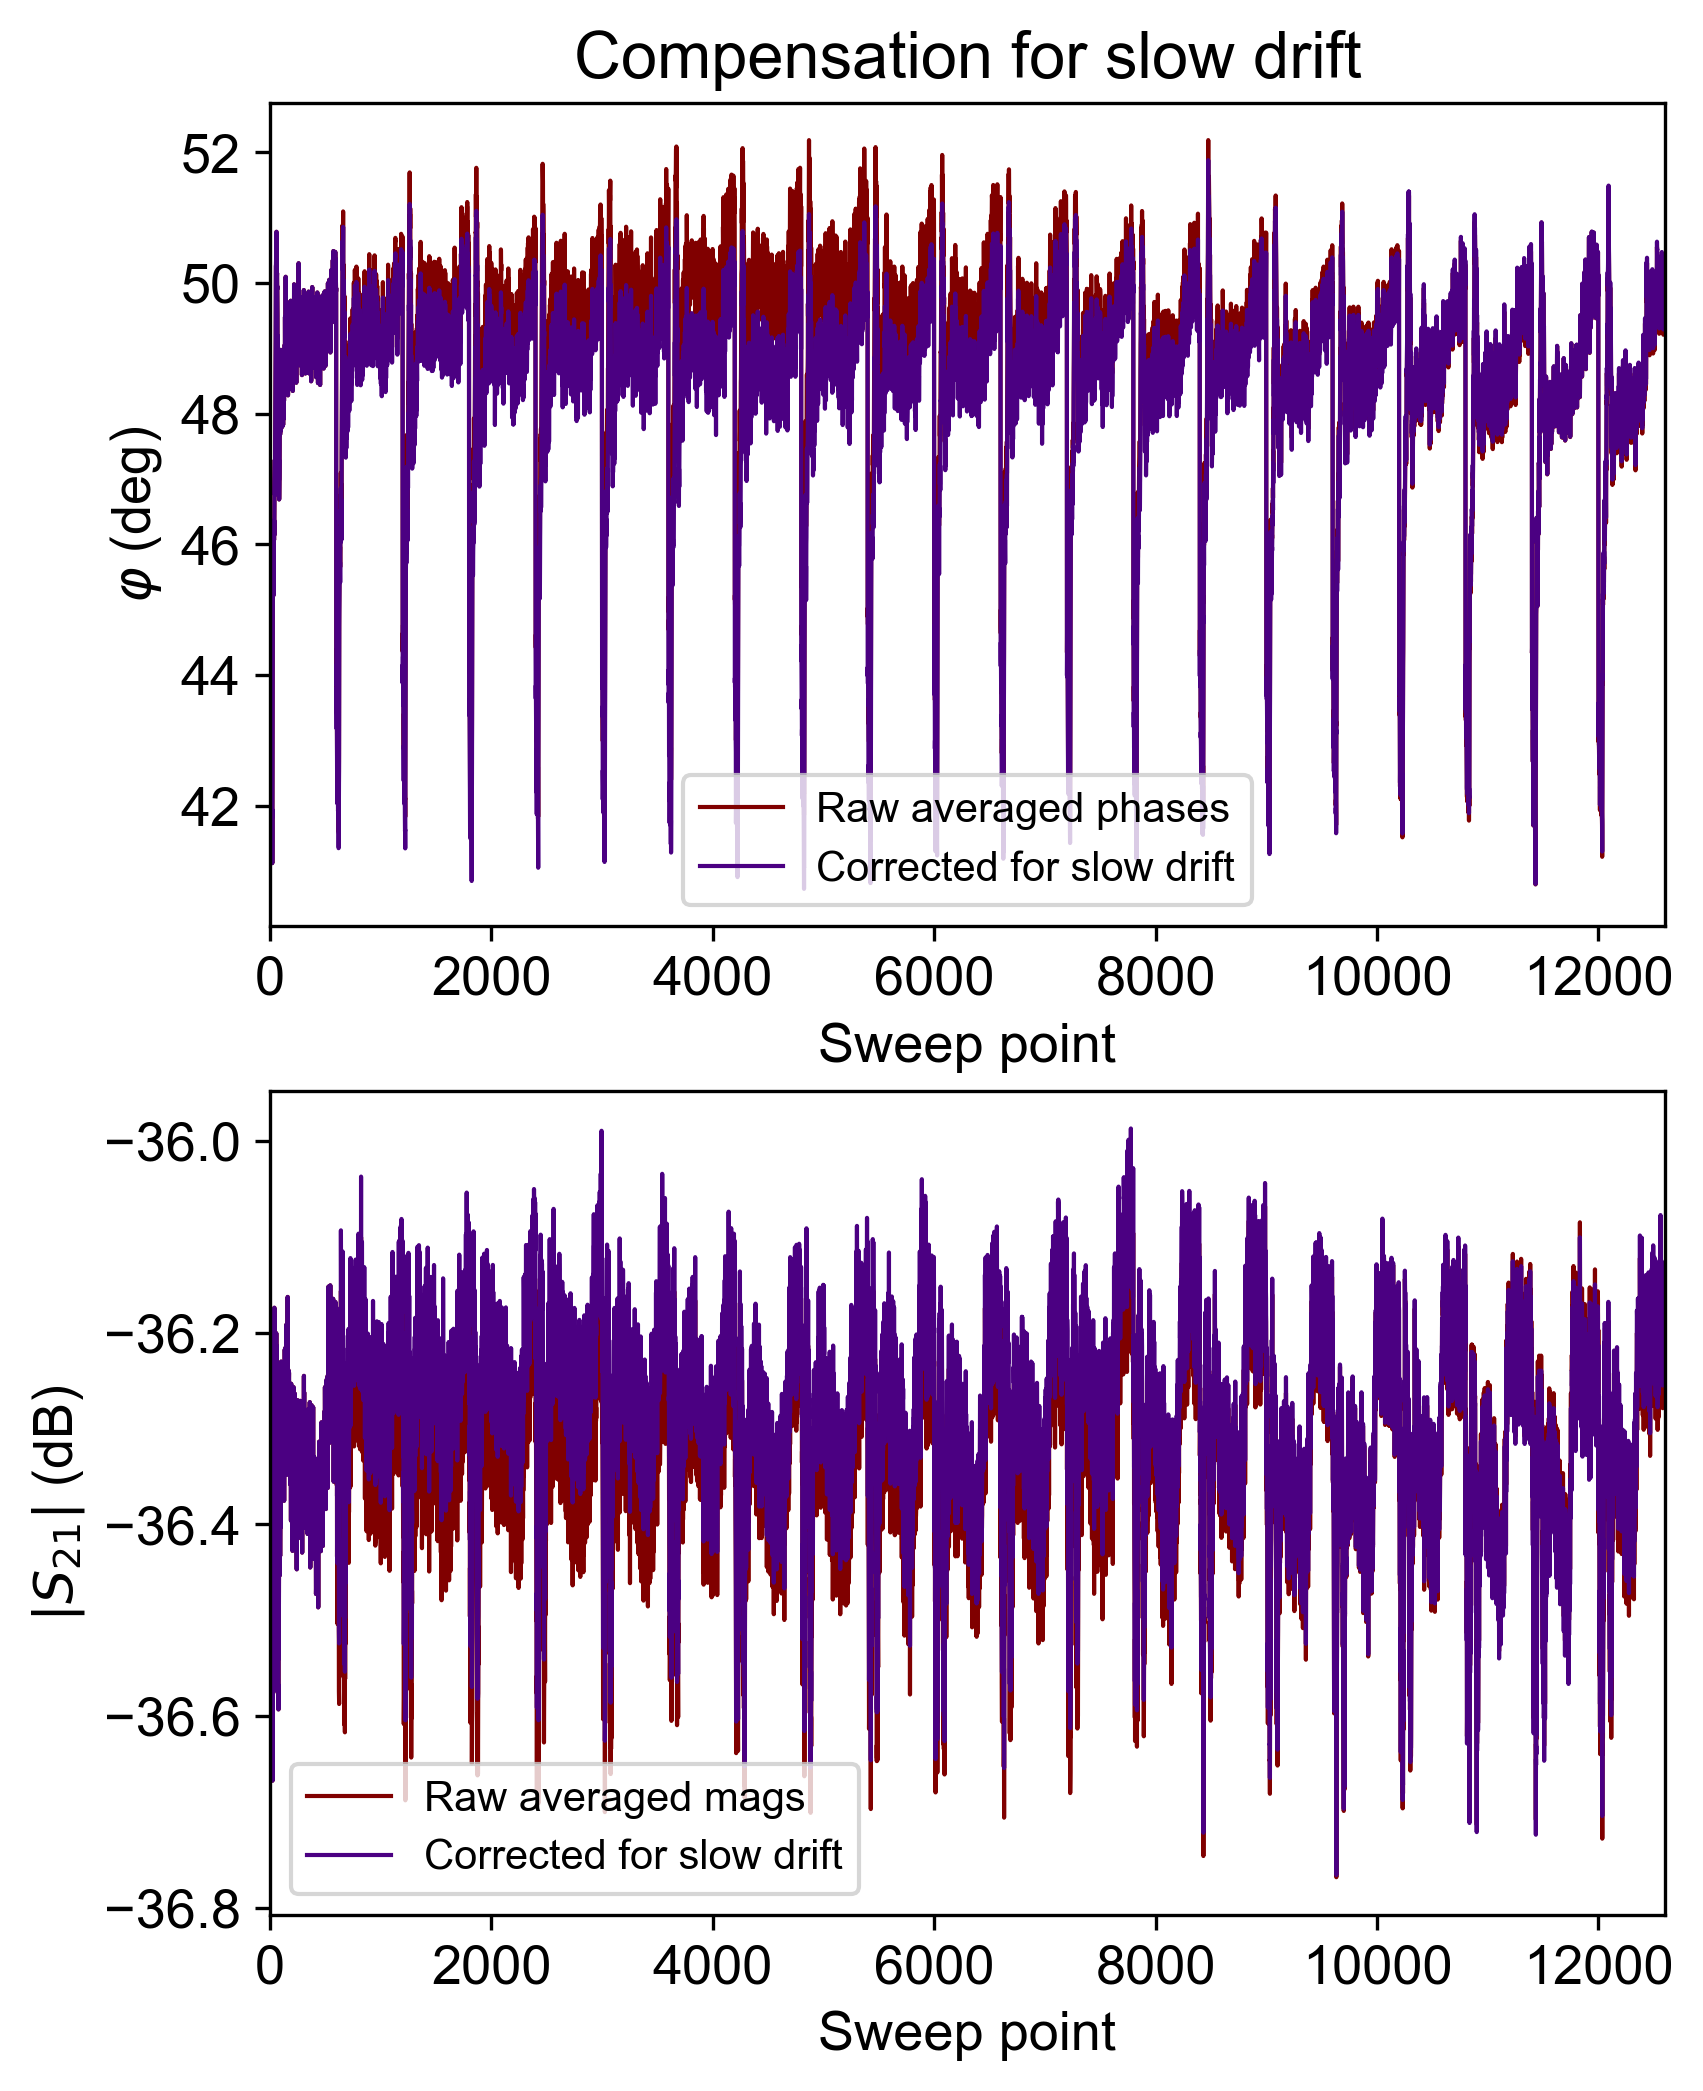 Compensation for slow drift
52
50
48
46
44
42
φ (deg)
Raw averaged phases
Corrected for slow drift
0 2000 4000 6000 8000 10000 12000
Sweep point
−36.0
−36.2
−36.4
−36.6
−36.8
|S₂₁| (dB)
Raw averaged mags
Corrected for slow drift
0 2000 4000 6000 8000 10000 12000
Sweep point